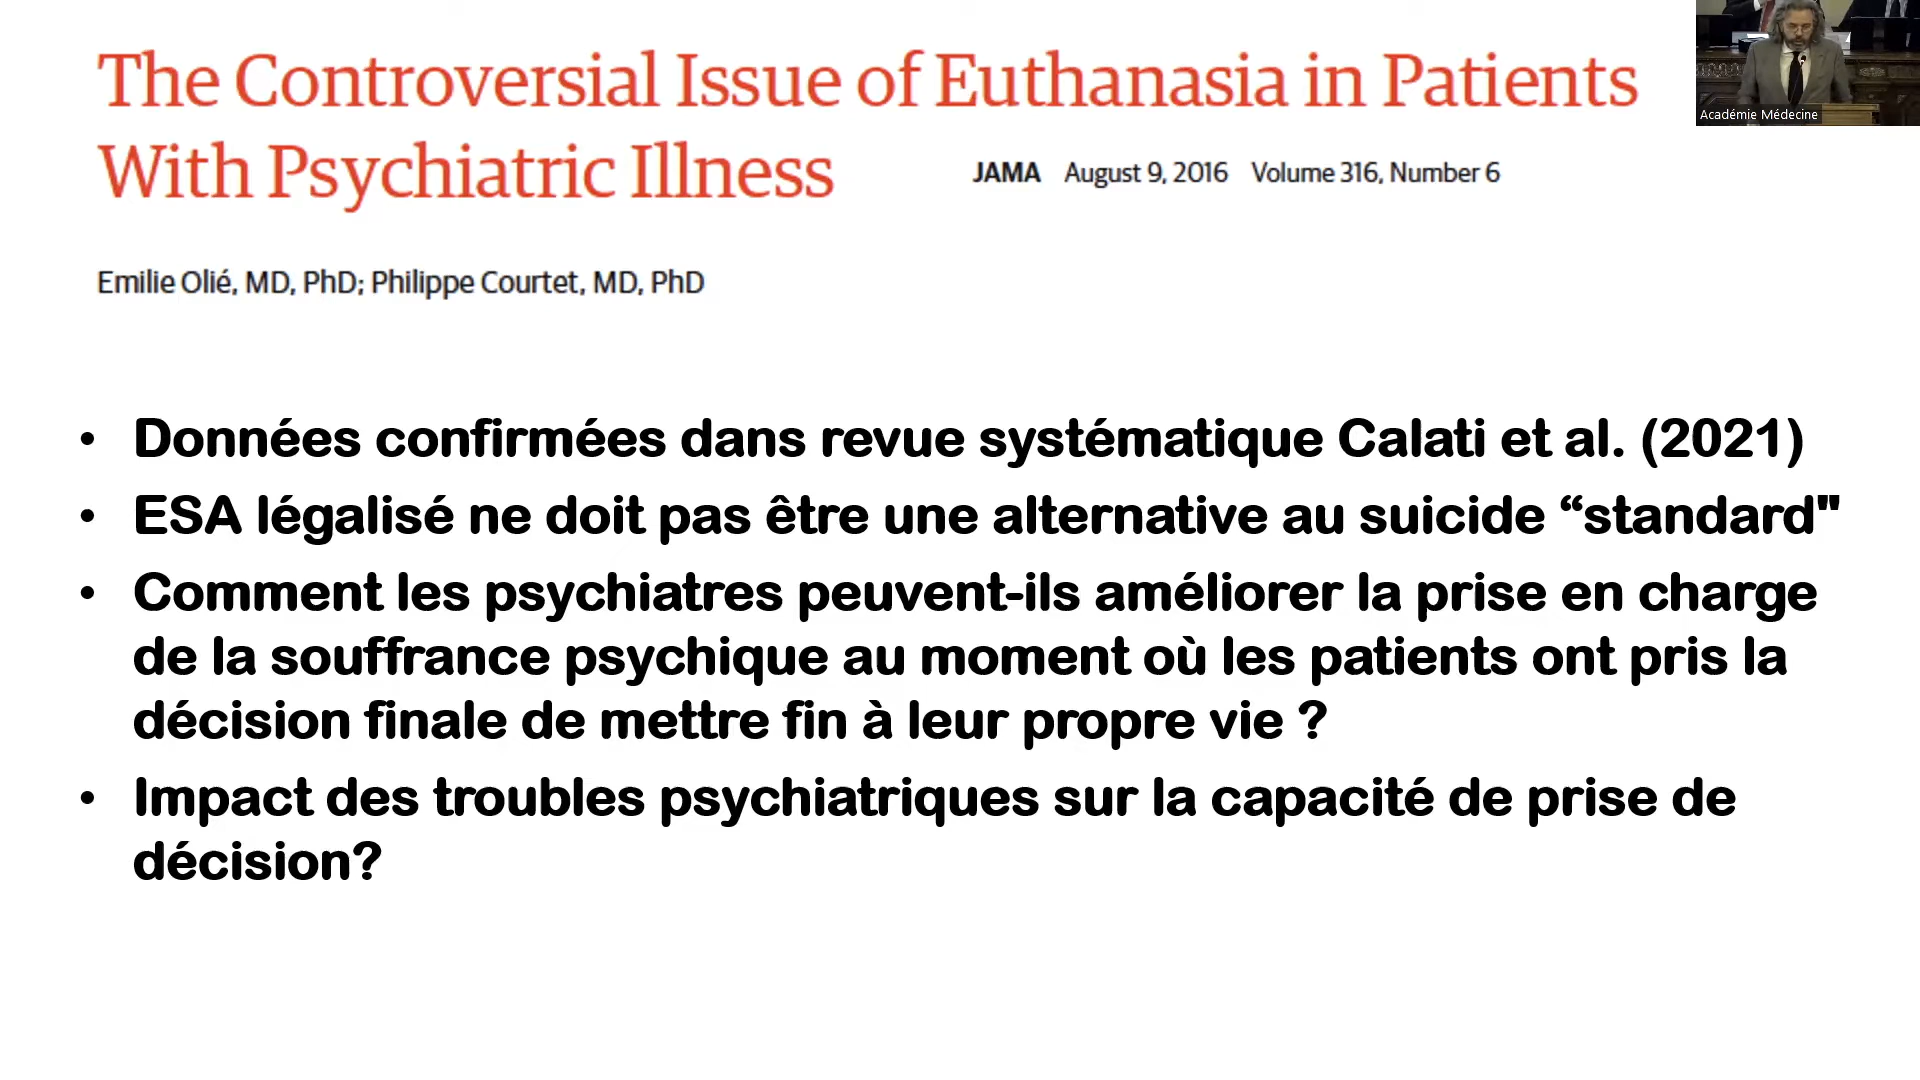 The Controversial Issue of Euthanasia in Patients
With Psychiatric Illness
JAMA August 9, 2016 Volume 316, Number 6
Académie Médecine
Emilie Olié, MD, PhD; Philippe Courtet, MD, PhD
• Données confirmées dans revue systématique Calati et al. (2021)
• ESA légalisé ne doit pas être une alternative au suicide “standard"
• Comment les psychiatres peuvent-ils améliorer la prise en charge
de la souffrance psychique au moment où les patients ont pris la
décision finale de mettre fin à leur propre vie ?
• Impact des troubles psychiatriques sur la capacité de prise de
décision?